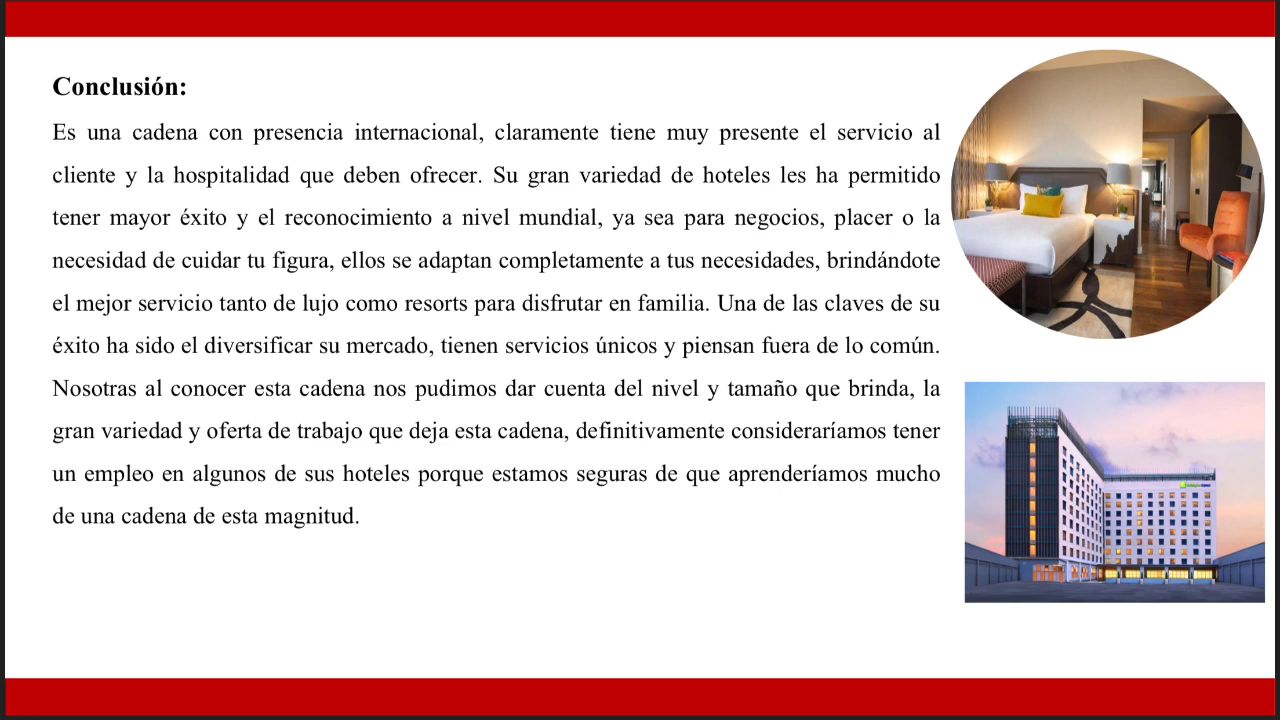 Conclusión:
Es una cadena con presencia internacional, claramente tiene muy presente el servicio al
cliente y la hospitalidad que deben ofrecer. Su gran variedad de hoteles les ha permitido
tener mayor éxito y el reconocimiento a nivel mundial, ya sea para negocios, placer o la
necesidad de cuidar tu figura, ellos se adaptan completamente a tus necesidades, brindándote
el mejor servicio tanto de lujo como resorts para disfrutar en familia. Una de las claves de su
éxito ha sido el diversificar su mercado, tienen servicios únicos y piensan fuera de lo común.
Nosotras al conocer esta cadena nos pudimos dar cuenta del nivel y tamaño que brinda, la
gran variedad y oferta de trabajo que deja esta cadena, definitivamente consideraríamos tener
un empleo en algunos de sus hoteles porque estamos seguras de que aprenderíamos mucho
de una cadena de esta magnitud.